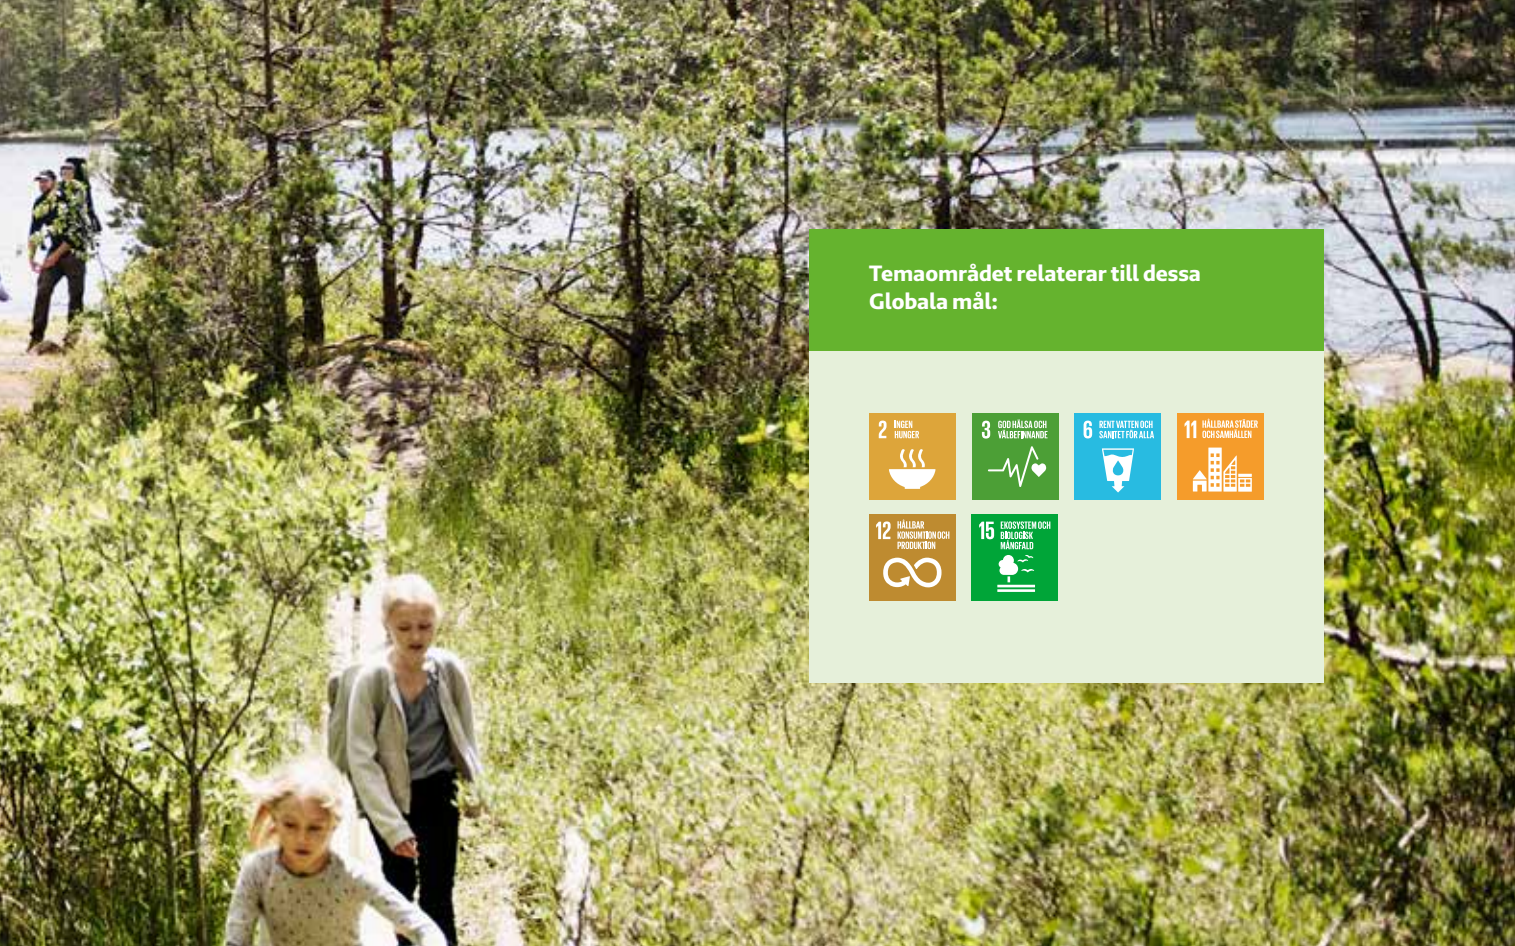 Temaområdet relaterar till dessa
Globala mål:
2 INGEN
HUNGER
3 GOD HÄLSA OCH
VÄLBEFINNANDE
6 RENT VATTEN OCH
SANITET FÖR ALLA
11 HÅLLBARA STÄDER
OCH SAMHÄLLEN
12 HÅLLBAR
KONSUMTION OCH
PRODUKTION
15 EKOSYSTEM OCH
BIOLOGISK
MÅNGFALD